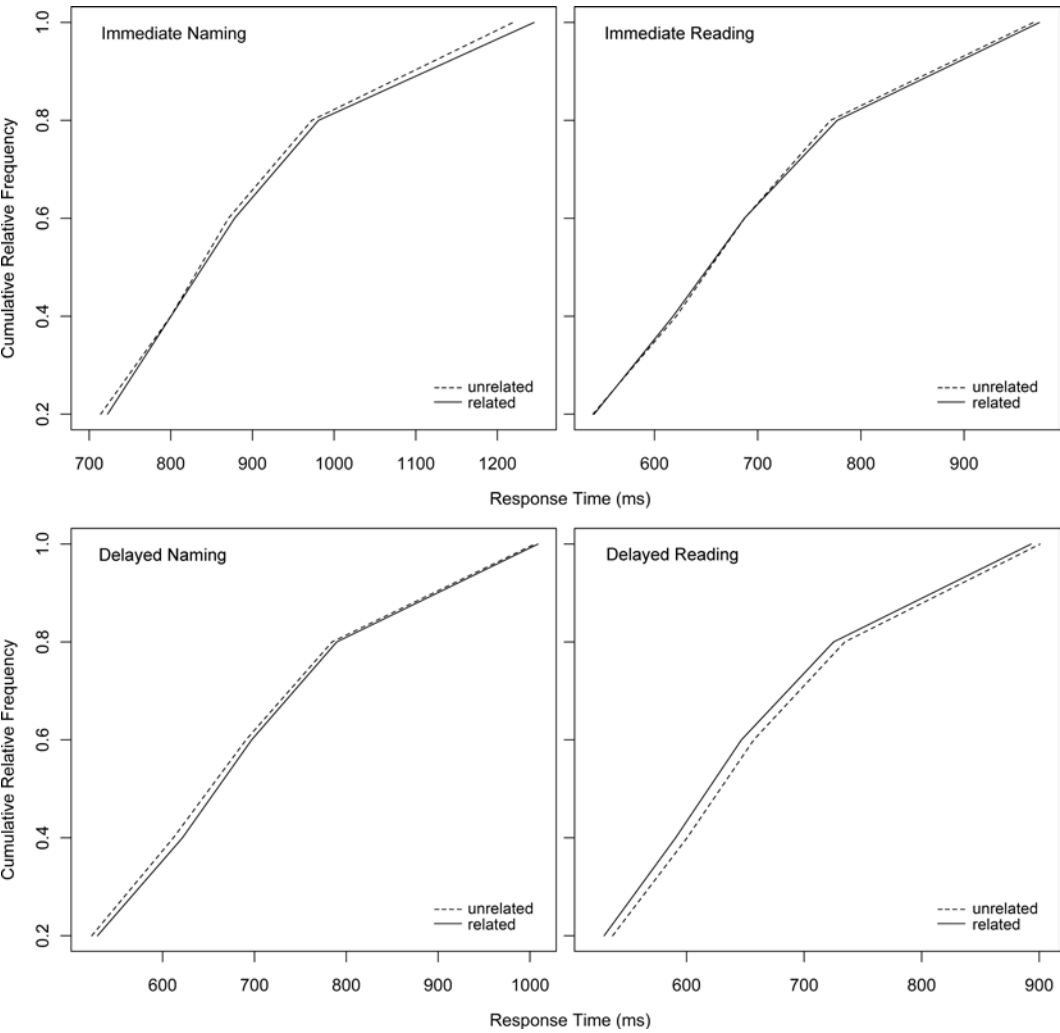 Immediate Naming
Immediate Reading
Cumulative Relative Frequency
1.0
0.8
0.6
0.4
0.2
unrelated
related
unrelated
related
700 800 900 1000 1100 1200
600 700 800 900
Response Time (ms)
Delayed Naming
Delayed Reading
Cumulative Relative Frequency
1.0
0.8
0.6
0.4
0.2
unrelated
related
unrelated
related
600 700 800 900 1000
600 700 800 900
Response Time (ms)